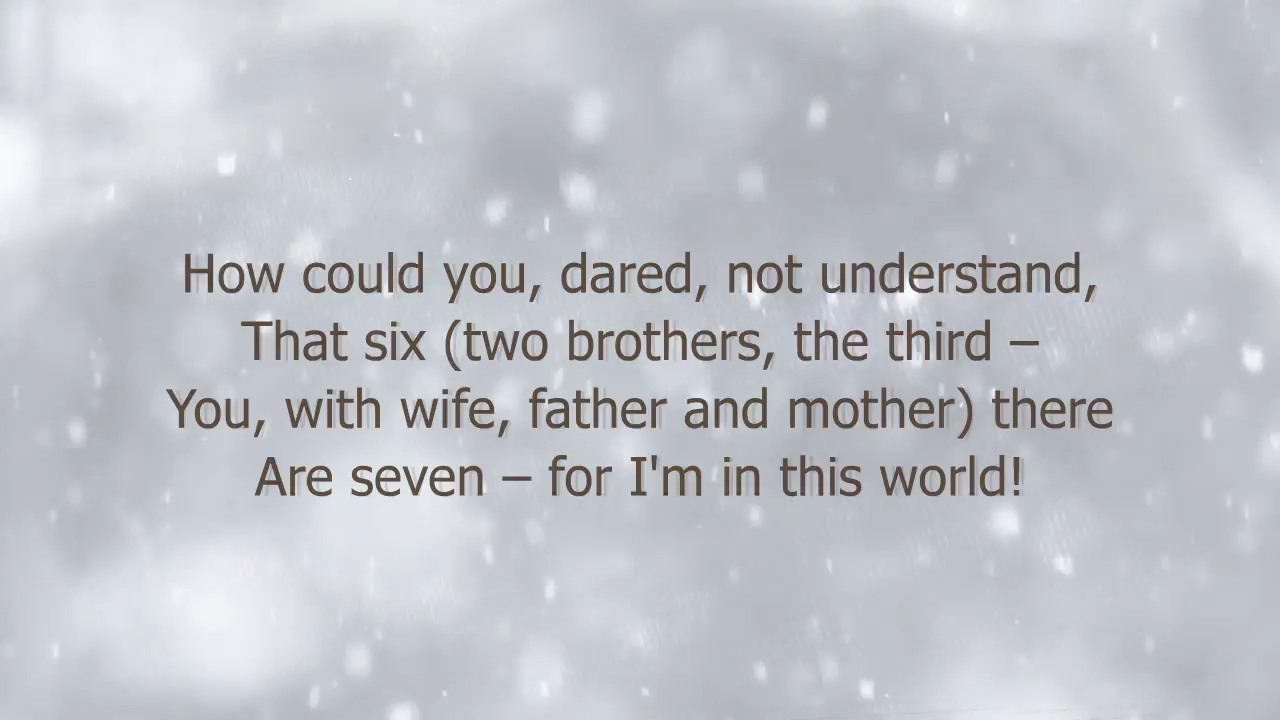 How could you, dared, not understand,
That six (two brothers, the third –
You, with wife, father and mother) there
Are seven – for I'm in this world!